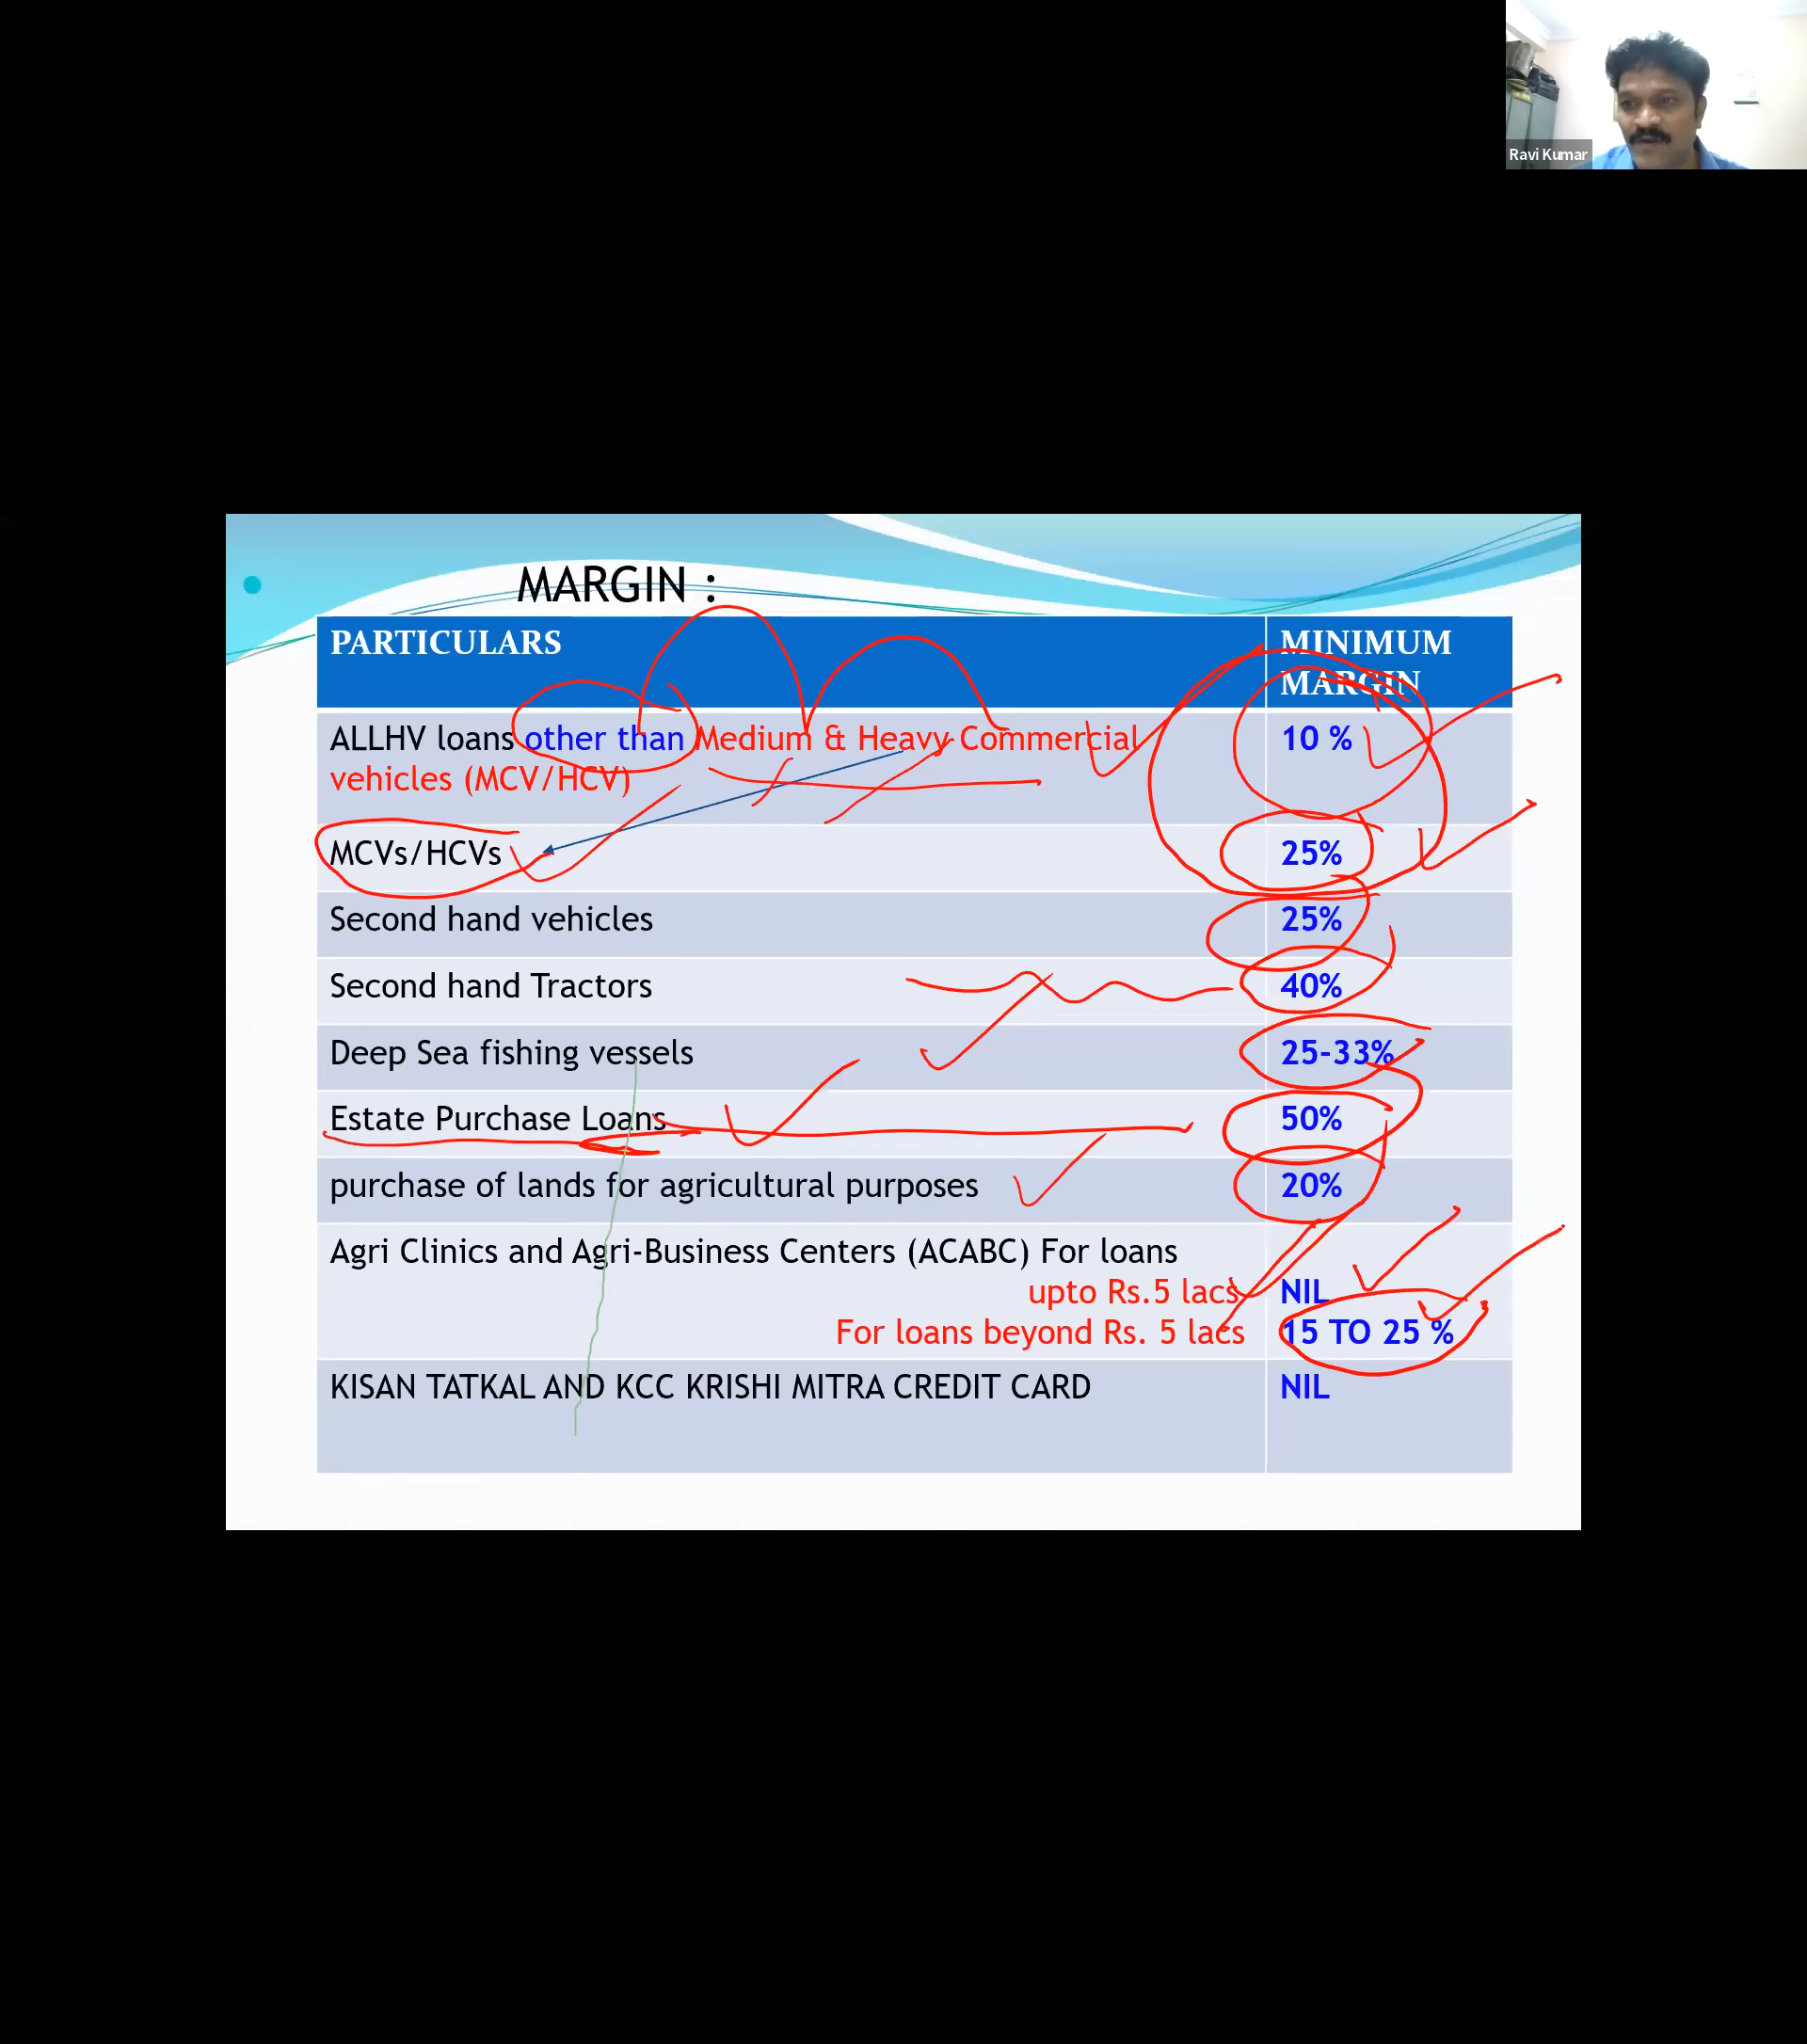 Ravi Kumar
MARGIN :
PARTICULARS
MINIMUM
MARGIN
ALLHV loans other than Medium & Heavy Commercial
vehicles (MCV/HCV)
10 %
MCVs/HCVs
25%
Second hand vehicles
25%
Second hand Tractors
40%
Deep Sea fishing vessels
25-33%
Estate Purchase Loans
50%
purchase of lands for agricultural purposes
20%
Agri Clinics and Agri-Business Centers (ACABC) For loans
upto Rs.5 lacs
NIL
For loans beyond Rs. 5 lacs
15 TO 25 %
KISAN TATKAL AND KCC KRISHI MITRA CREDIT CARD
NIL